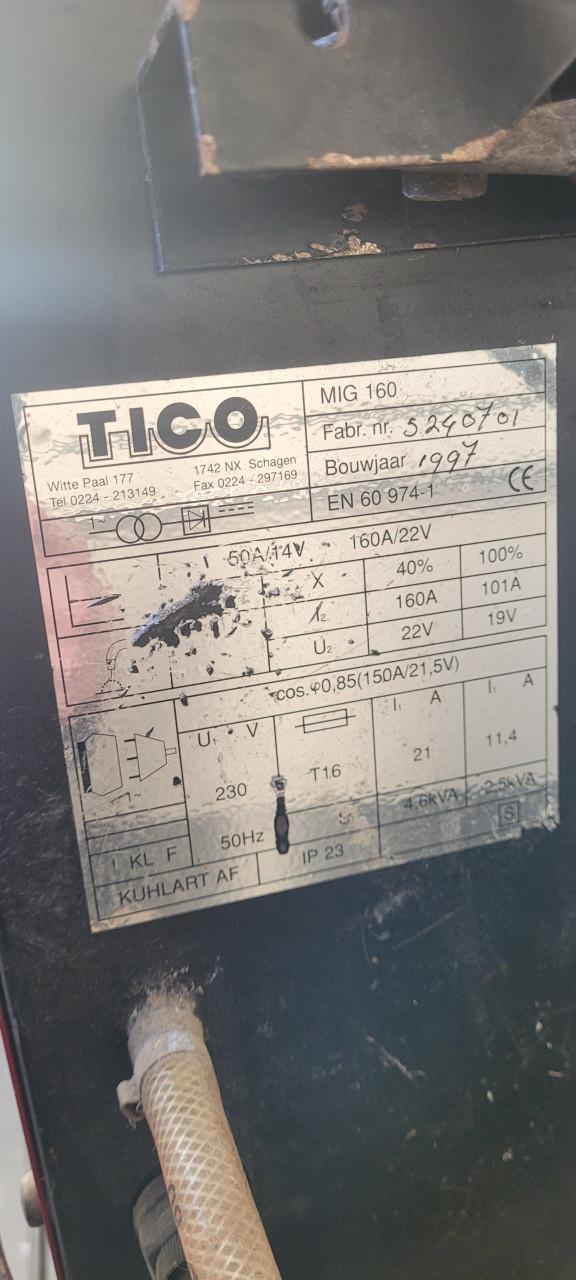 TICO
Witte Paal 177 1742 NX Schagen
Tel 0224 - 213149 Fax 0224 - 297169
MIG 160
Fabr. nr. 5240701
Bouwjaar 1997
EN 60 974-1 CE
1~
50A/14V 160A/22V
X 40% 100%
I2 160A 101A
U2 22V 19V
cos.φ0,85(150A/21,5V)
U1 V I1 A I1 A
230 T16 21 11,4
50Hz 4,6kVA 2,5kVA
I KL F S
KUHLART AF IP 23